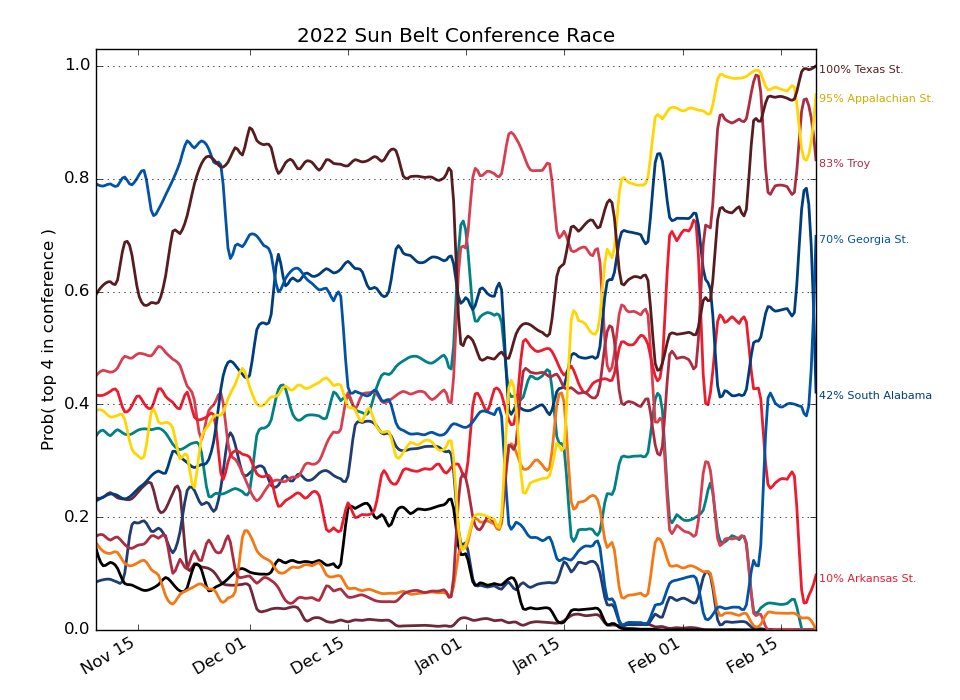 2022 Sun Belt Conference Race
Prob( top 4 in conference )
1.0
0.8
0.6
0.4
0.2
0.0
Nov 15
Dec 01
Dec 15
Jan 01
Jan 15
Feb 01
Feb 15
100% Texas St.
95% Appalachian St.
83% Troy
70% Georgia St.
42% South Alabama
10% Arkansas St.